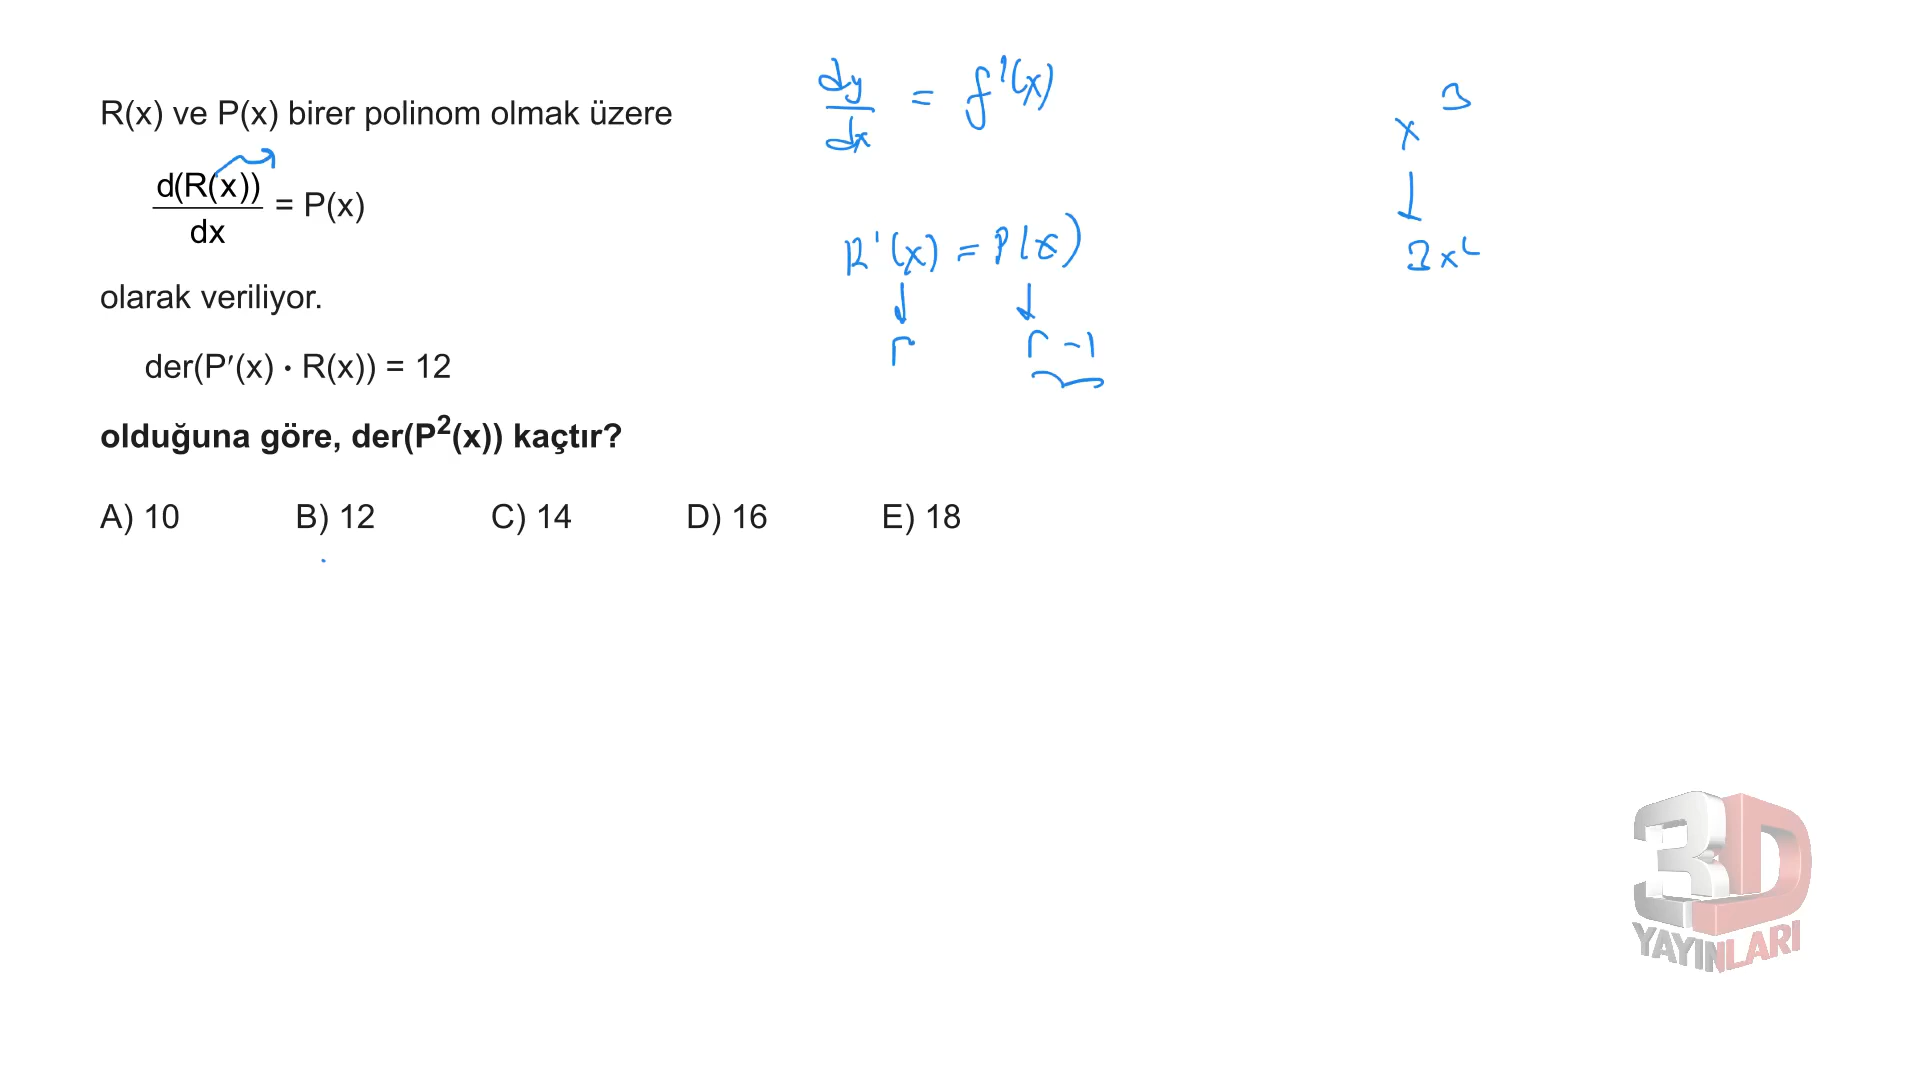 R(x) ve P(x) birer polinom olmak üzere
d(R(x))
dx
= P(x)
olarak veriliyor.
der(P′(x) · R(x)) = 12
olduğuna göre, der(P²(x)) kaçtır?
A) 10 B) 12 C) 14 D) 16 E) 18
dy
dx
= f'(x)
R'(x) = P(x)
r r-1
x³
3x²
3D
YAYINLARI